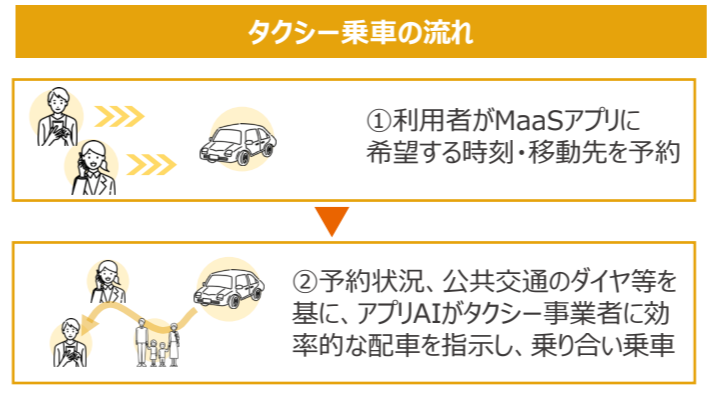 タクシー乗車の流れ
①利用者がMaaSアプリに
希望する時刻・移動先を予約
②予約状況、公共交通のダイヤ等を
基に、アプリAIがタクシー事業者に効
率的な配車を指示し、乗り合い乗車